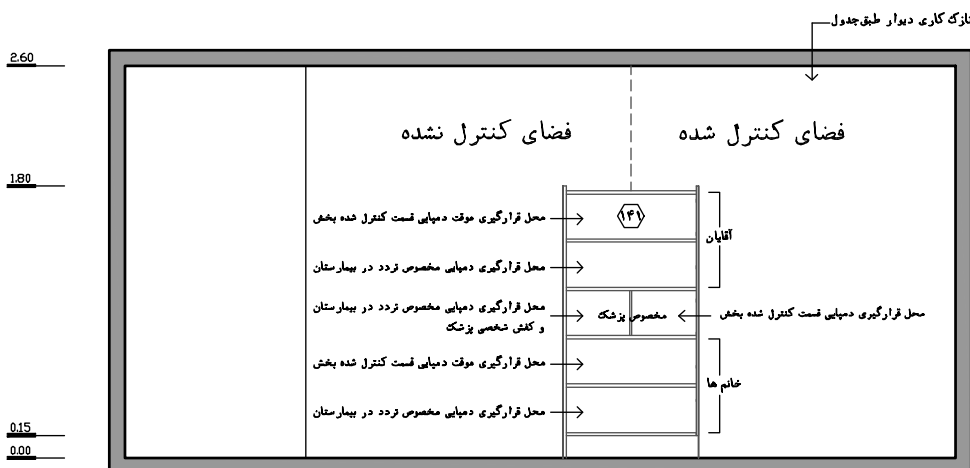 نازک کاری دیوار طبق جدول
2.60
فضای کنترل شده
فضای کنترل نشده
1.80
محل قرارگیری موقت دمپایی قسمت کنترل شده بخش
۱۴۱
آقایان
محل قرارگیری دمپایی مخصوص تردد در بیمارستان
محل قرارگیری دمپایی مخصوص تردد در بیمارستان
و کفش شخصی پزشک
مخصوص پزشک
محل قرارگیری دمپایی قسمت کنترل شده بخش
محل قرارگیری موقت دمپایی قسمت کنترل شده بخش
خانم ها
محل قرارگیری دمپایی مخصوص تردد در بیمارستان
0.15
0.00